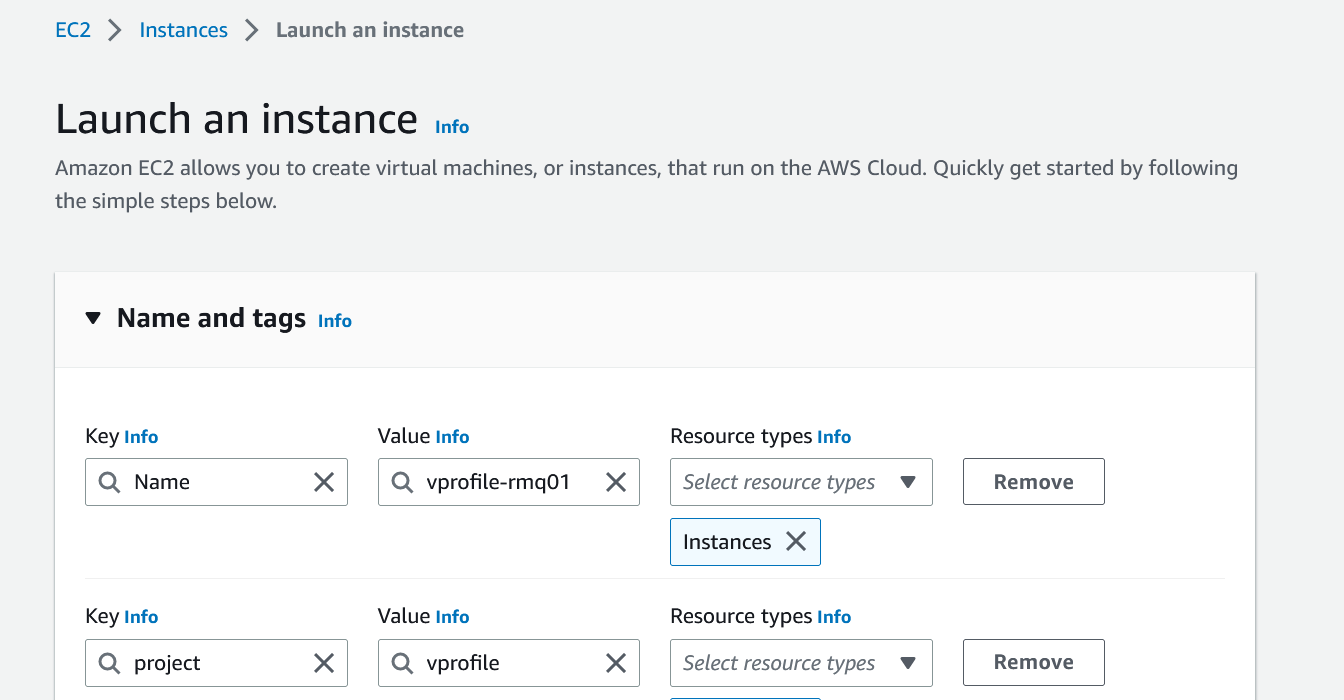 EC2 > Instances > Launch an instance
Launch an instance Info
Amazon EC2 allows you to create virtual machines, or instances, that run on the AWS Cloud. Quickly get started by following
the simple steps below.
Name and tags Info
Key Info Value Info Resource types Info
Name vprofile-rmq01 Select resource types Remove
Instances
Key Info Value Info Resource types Info
project vprofile Select resource types Remove